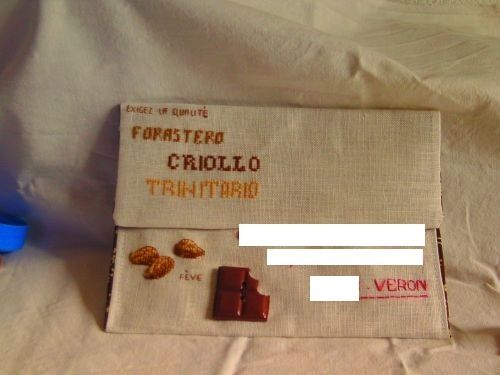 EXIGEZ LA QUALITÉ
FORASTERO
CRIOLLO
TRINITARIO
FÈVE
. VERON